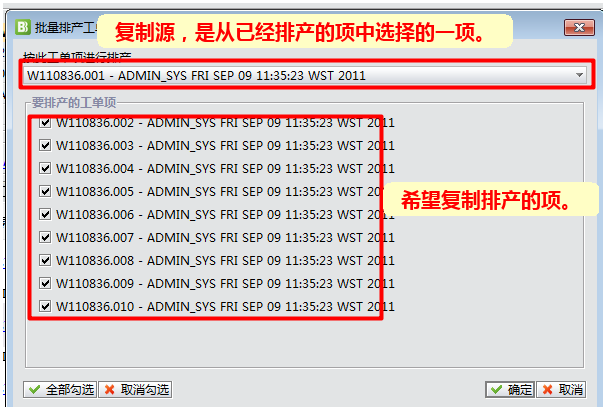 批量排产工
复制源，是从已经排产的项中选择的一项。
按此工单项进行排产
W110836.001 - ADMIN_SYS FRI SEP 09 11:35:23 WST 2011
要排产的工单项
W110836.002 - ADMIN_SYS FRI SEP 09 11:35:23 WST 2011
W110836.003 - ADMIN_SYS FRI SEP 09 11:35:23 WST 2011
W110836.004 - ADMIN_SYS FRI SEP 09 11:35:23 WST 2011
W110836.005 - ADMIN_SYS FRI SEP 09 11:35:23 WST 2011
希望复制排产的项。
W110836.006 - ADMIN_SYS FRI SEP 09 11:35:23 WST 2011
W110836.007 - ADMIN_SYS FRI SEP 09 11:35:23 WST 2011
W110836.008 - ADMIN_SYS FRI SEP 09 11:35:23 WST 2011
W110836.009 - ADMIN_SYS FRI SEP 09 11:35:23 WST 2011
W110836.010 - ADMIN_SYS FRI SEP 09 11:35:23 WST 2011
全部勾选 取消勾选 确定 取消